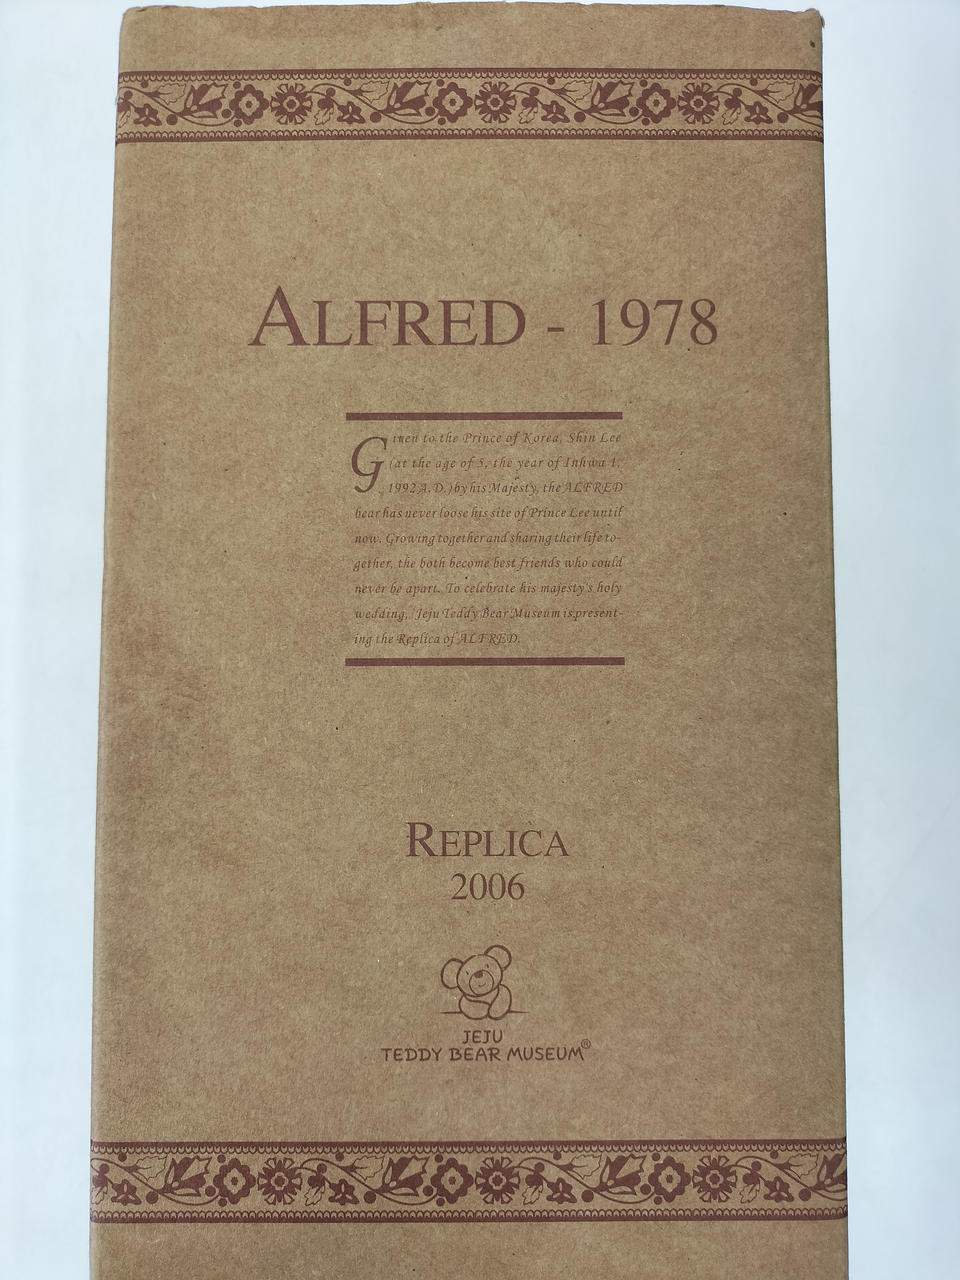 ALFRED - 1978
Given to the Prince of Korea, Shin Lee
(at the age of 5, the year of Inhwa 1,
1992 A.D.) by his Majesty, the ALFRED
bear has never loose his site of Prince Lee until
now. Growing together and sharing their life to-
gether, the both become best friends who could
never be apart. To celebrate his majesty's holy
wedding, Jeju Teddy Bear Museum is present-
ing the Replica of ALFRED.
REPLICA
2006
JEJU
TEDDY BEAR MUSEUM®